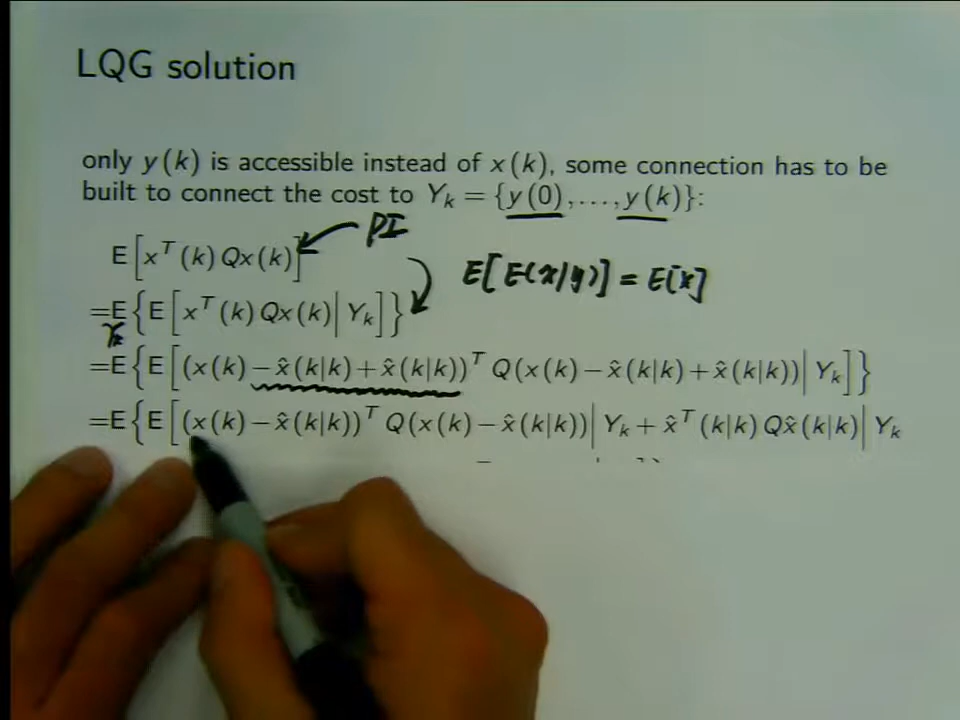 LQG solution
only y(k) is accessible instead of x(k), some connection has to be
built to connect the cost to Y_k = {y(0),...,y(k)}:
PI
E[x^T(k)Qx(k)]
E[E(x|y)] = E[x]
=E{E[x^T(k)Qx(k)|Y_k]}
Y_k
=E{E[(x(k)−x̂(k|k)+x̂(k|k))^T Q(x(k)−x̂(k|k)+x̂(k|k))|Y_k]}
=E{E[(x(k)−x̂(k|k))^T Q(x(k)−x̂(k|k))|Y_k+x̂^T(k|k)Qx̂(k|k)|Y_k